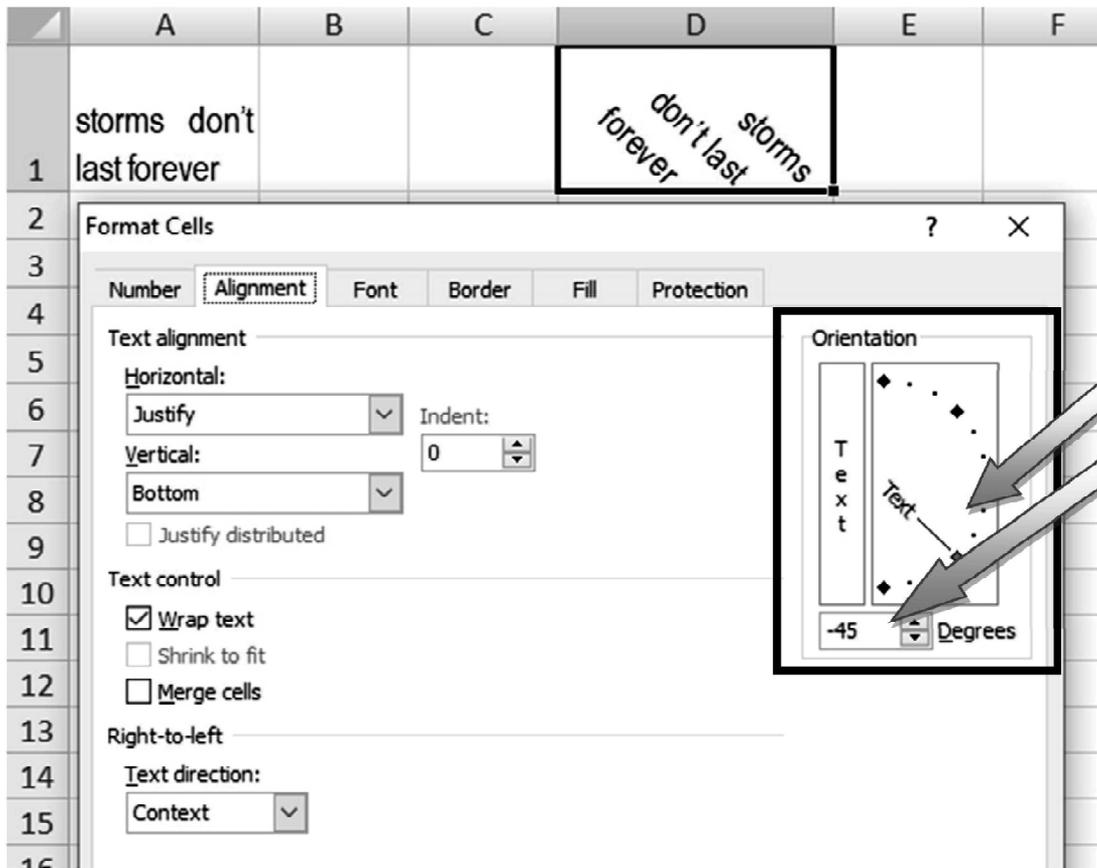 A B C D E F
1
storms don't
last forever
storms
don't last
forever
2
3
4
5
6
7
8
9
10
11
12
13
14
15
16
Format Cells ? X
Number Alignment Font Border Fill Protection
Text alignment
Horizontal:
Justify
Indent:
0
Vertical:
Bottom
Justify distributed
Text control
Wrap text
Shrink to fit
Merge cells
Right-to-left
Text direction:
Context
Orientation
Text
Text
-45 Degrees